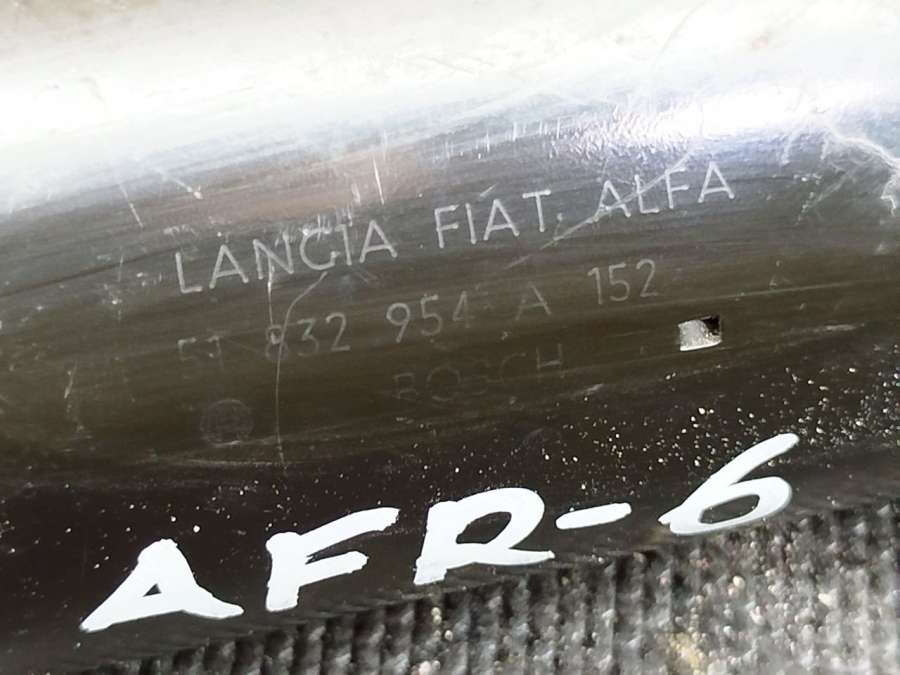 LANCIA FIAT. ALFA
51 832 954 A 152
BOSCH
AFR-6